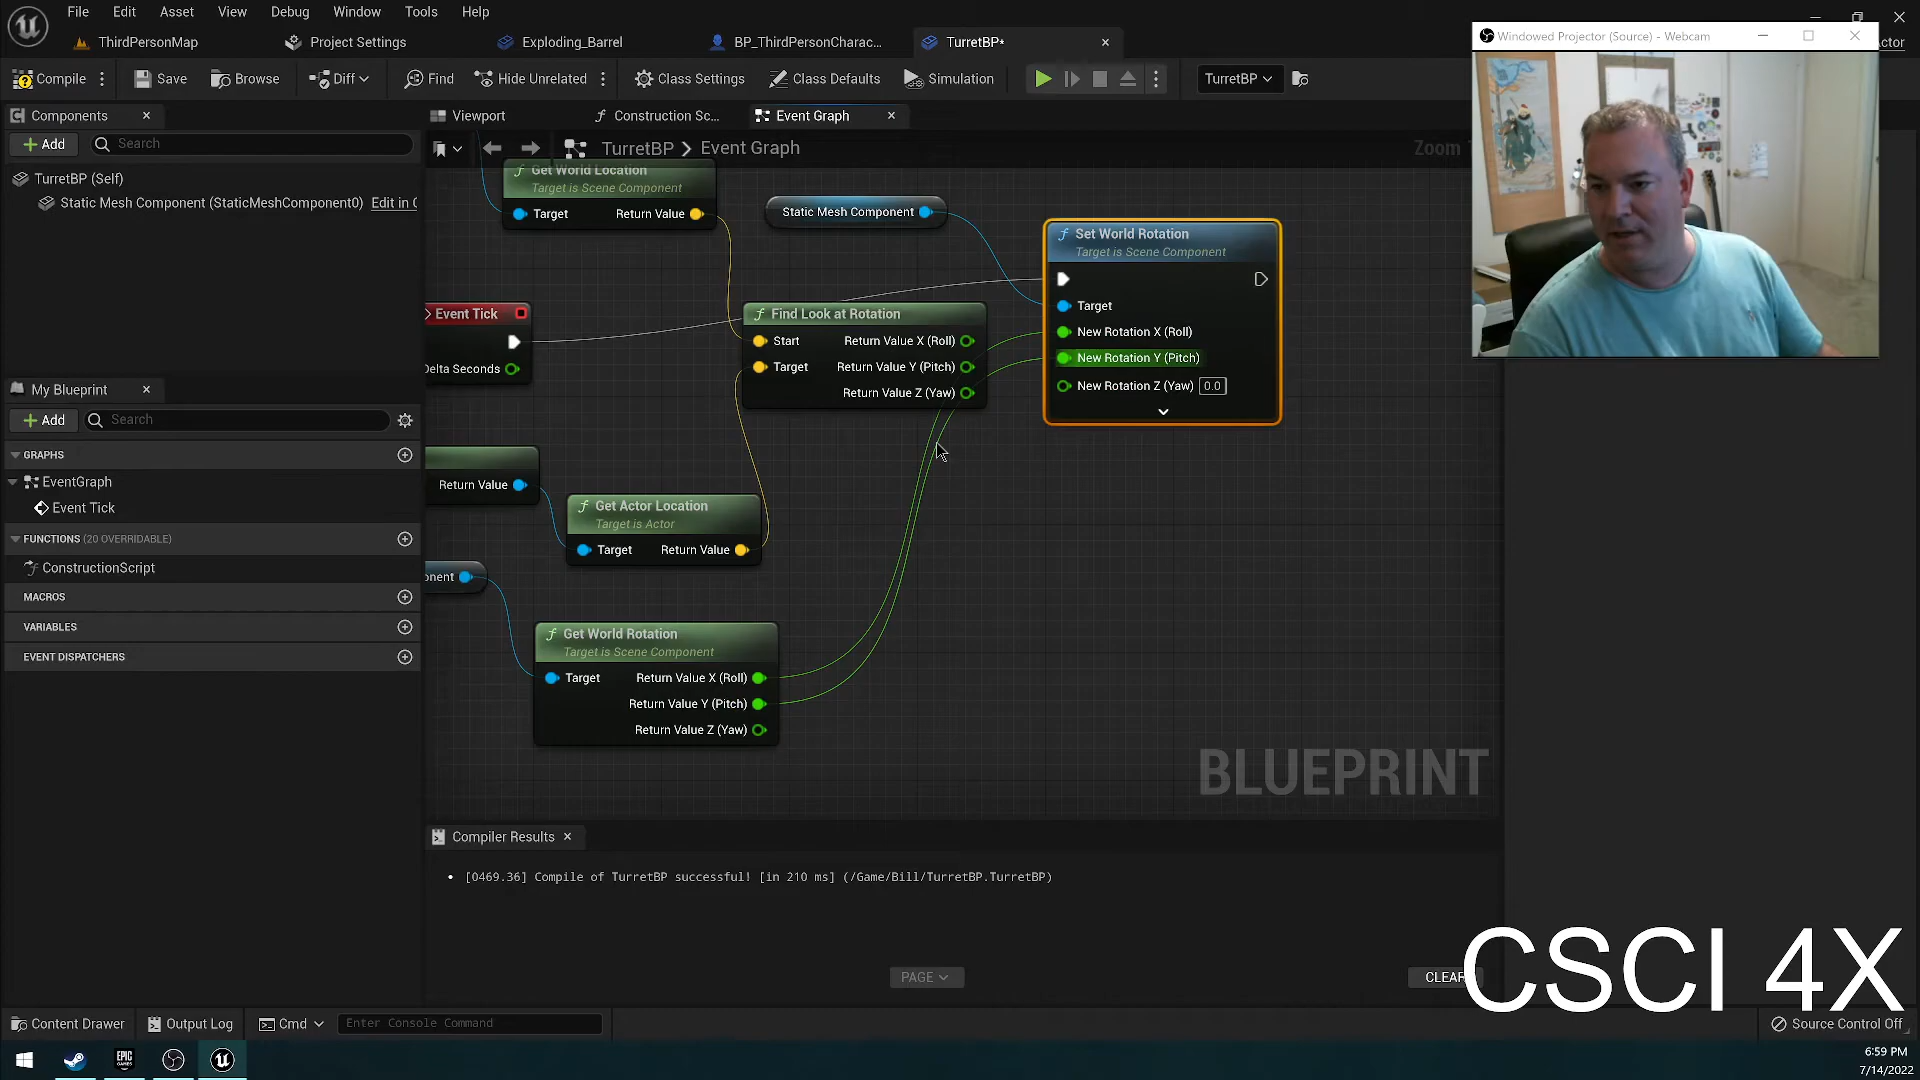 File Edit Asset View Debug Window Tools Help
ThirdPersonMap Project Settings Exploding_Barrel BP_ThirdPersonCharac... TurretBP*
Windowed Projector (Source) - Webcam
Compile Save Browse Diff Find Hide Unrelated Class Settings Class Defaults Simulation TurretBP
Components Viewport Construction Sc... Event Graph
Add Search
TurretBP > Event Graph
Zoom
TurretBP (Self)
Static Mesh Component (StaticMeshComponent0) Edit in C
My Blueprint
Add Search
GRAPHS
EventGraph
Event Tick
FUNCTIONS (20 OVERRIDABLE)
ConstructionScript
MACROS
VARIABLES
EVENT DISPATCHERS
Get World Location
Target is Scene Component
Target Return Value
Static Mesh Component
Set World Rotation
Target is Scene Component
Target
New Rotation X (Roll)
New Rotation Y (Pitch)
New Rotation Z (Yaw) 0.0
Event Tick
Delta Seconds
Find Look at Rotation
Start Return Value X (Roll)
Target Return Value Y (Pitch)
Return Value Z (Yaw)
Return Value
Get Actor Location
Target is Actor
Target Return Value
onent
Get World Rotation
Target is Scene Component
Target Return Value X (Roll)
Return Value Y (Pitch)
Return Value Z (Yaw)
BLUEPRINT
Compiler Results
[0469.36] Compile of TurretBP successful! [in 210 ms] (/Game/Bill/TurretBP.TurretBP)
PAGE CLEAR
CSCI 4X
Content Drawer Output Log Cmd Enter Console Command Source Control Off
EPIC GAMES
6:59 PM
7/14/2022